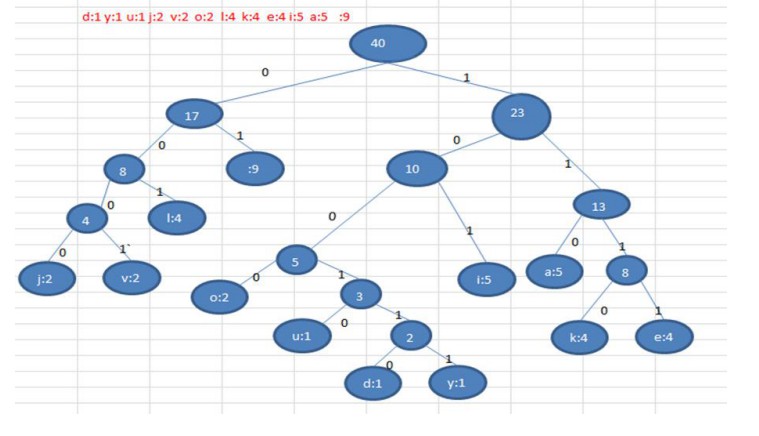 d:1 y:1 u:1 j:2 v:2 o:2 l:4 k:4 e:4 i:5 a:5 :9
40
0 1
17 23
0 1 0 1
8 :9 10 13
0 1 0 1 0 1
4 l:4 5 i:5 a:5 8
0 1` 0 1 0 1
j:2 v:2 o:2 3 k:4 e:4
0 1
u:1 2
0 1
d:1 y:1